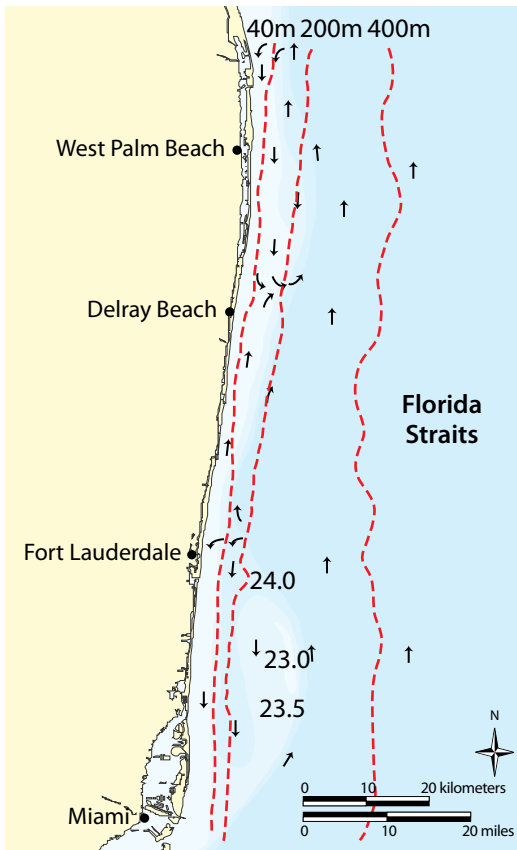 40m 200m 400m
West Palm Beach
Delray Beach
Florida
Straits
Fort Lauderdale
24.0
23.0
23.5
N
0 10 20 kilometers
Miami
0 10 20 miles